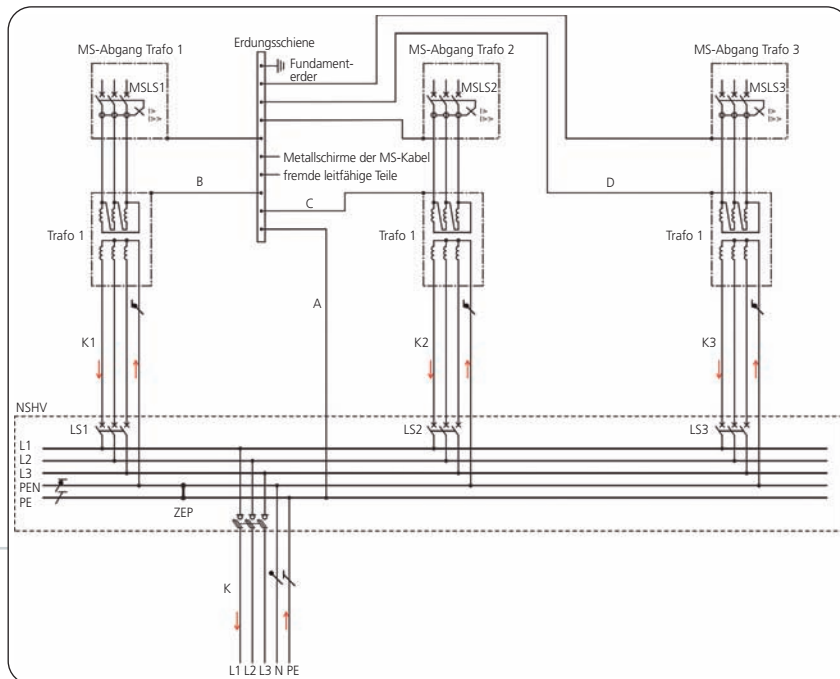 MS-Abgang Trafo 1
Erdungsschiene
MS-Abgang Trafo 2
MS-Abgang Trafo 3
Fundament-
erder
MSLS1
MSLS2
MSLS3
I>
I>>
I>
I>>
I>
I>>
Metallschirme der MS-Kabel
fremde leitfähige Teile
B
C
D
Trafo 1
Trafo 1
Trafo 1
A
K1
K2
K3
NSHV
LS1
LS2
LS3
L1
L2
L3
PEN
PE
ZEP
K
L1 L2 L3 N PE